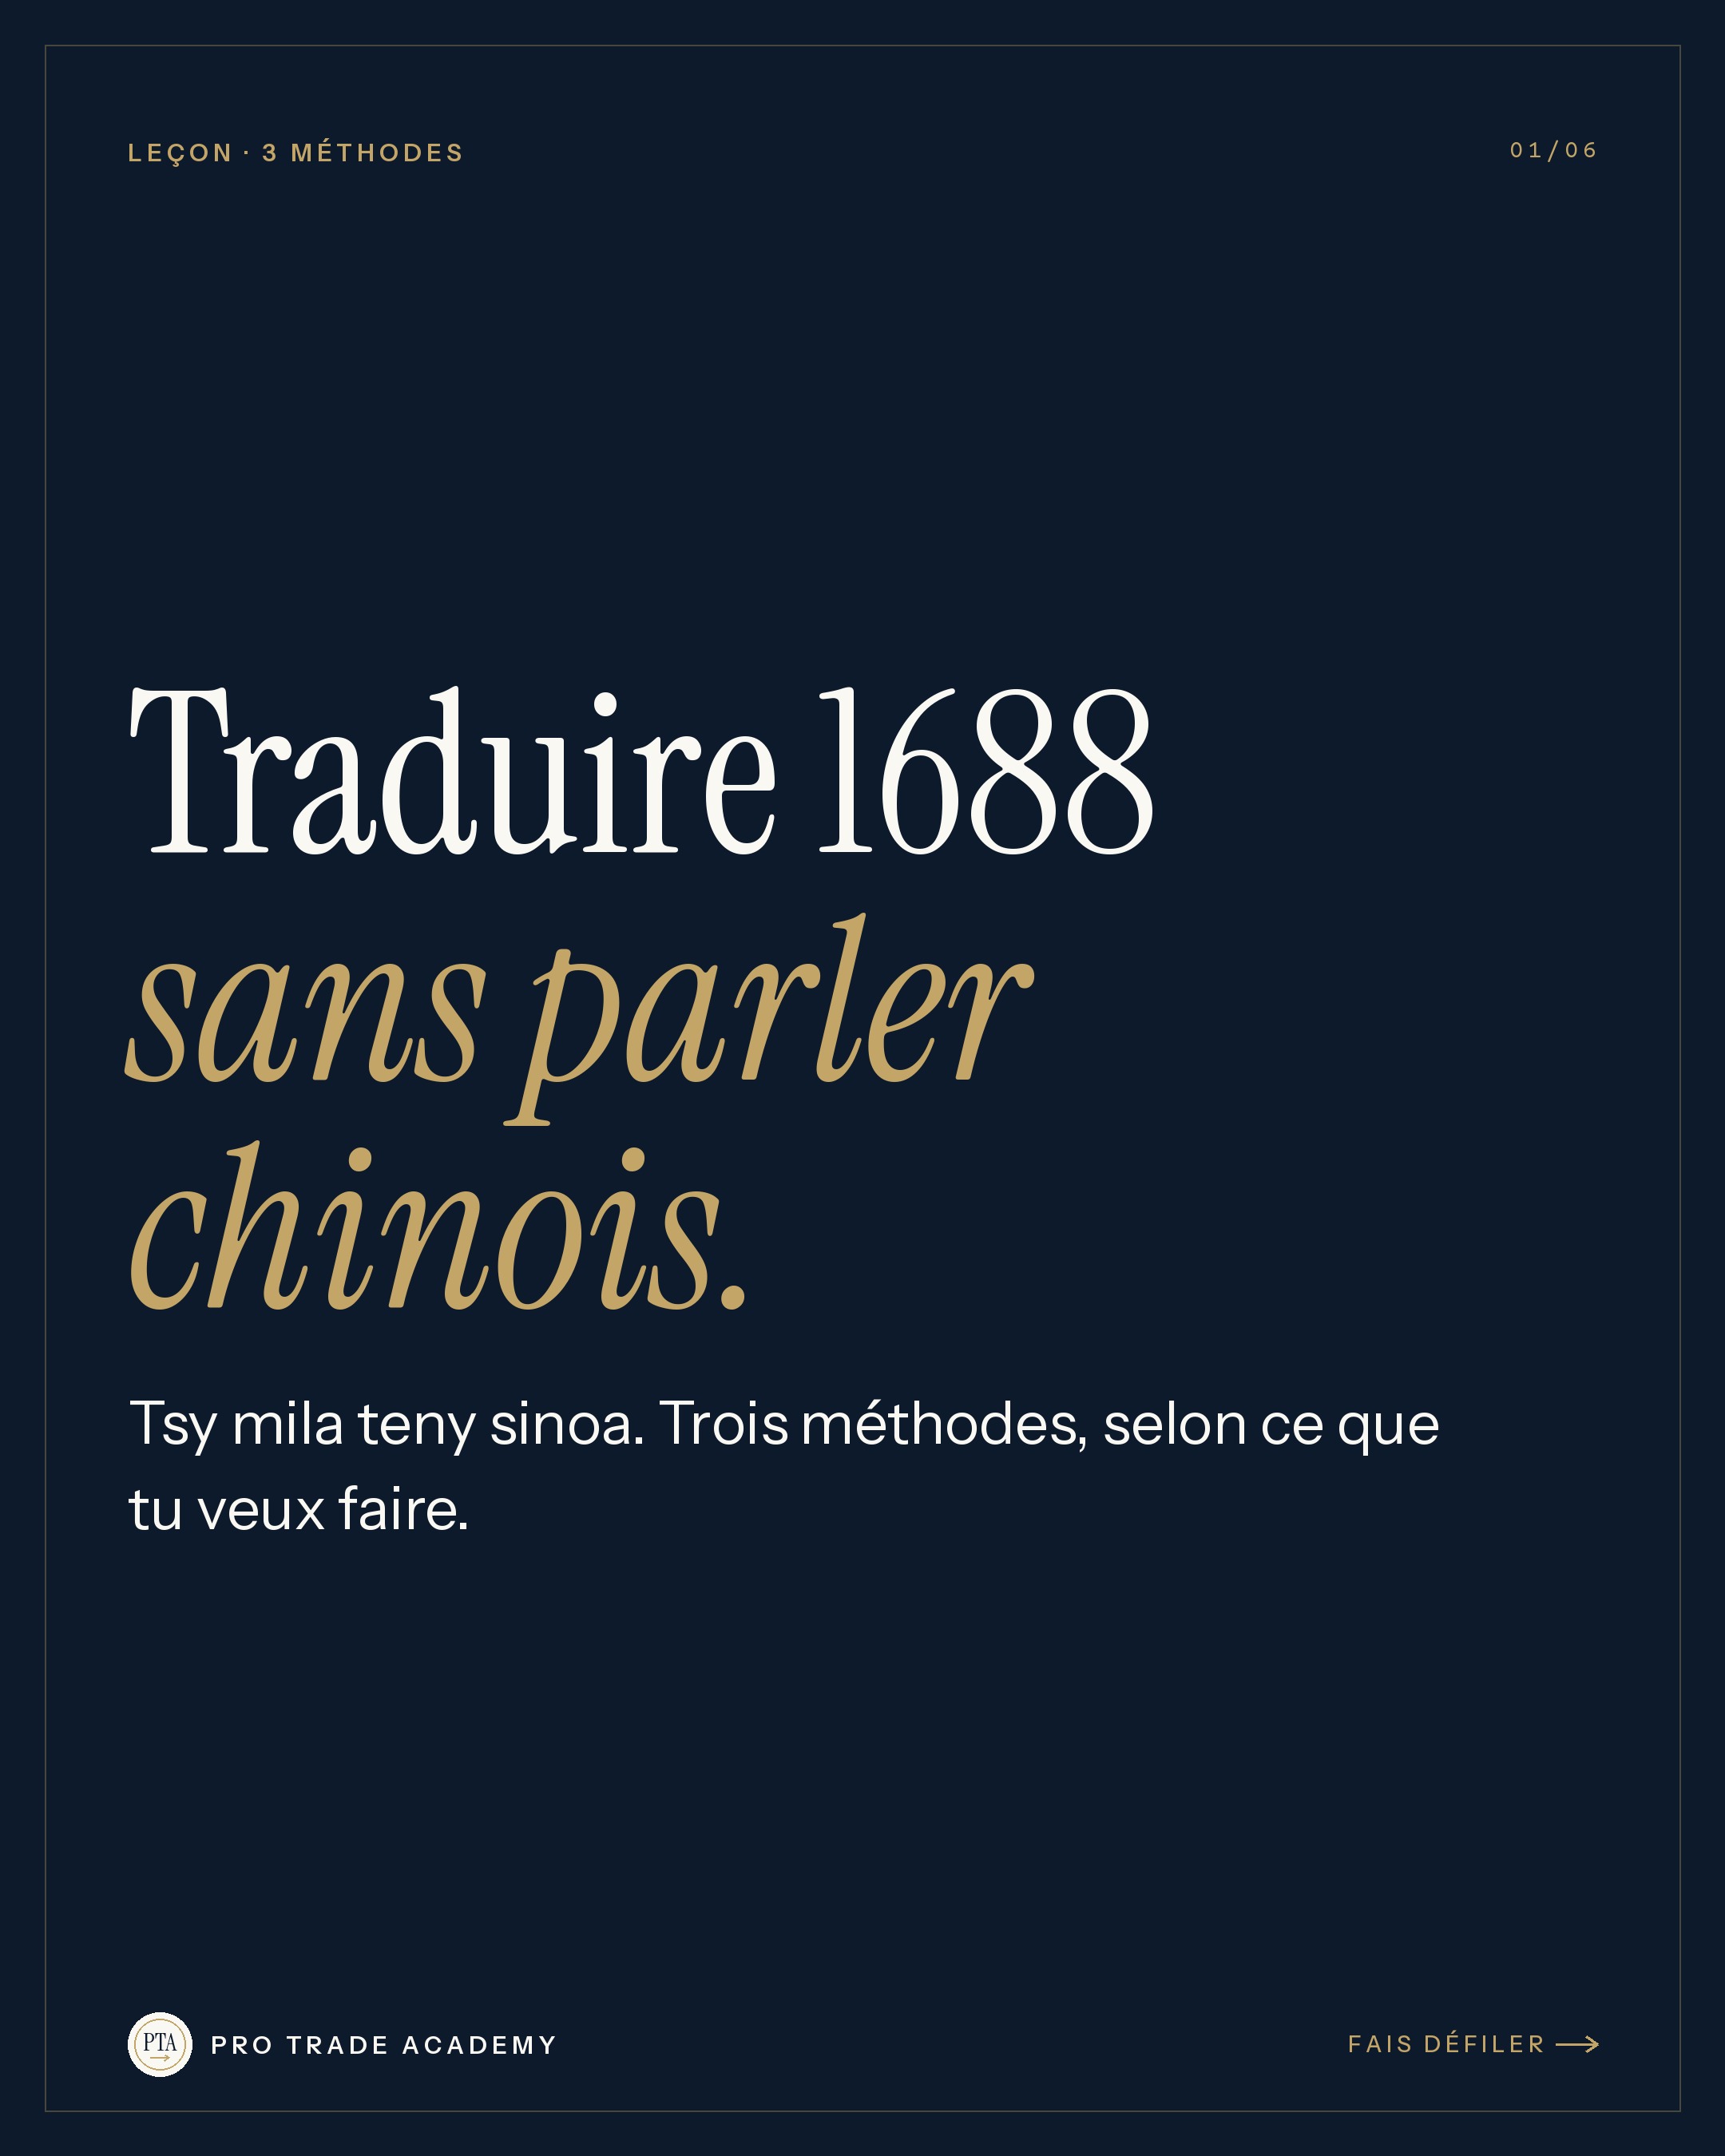 LEÇON · 3 MÉTHODES
01/06
Traduire 1688
sans parler
chinois.
Tsy mila teny sinoa. Trois méthodes, selon ce que
tu veux faire.
PTA
PRO TRADE ACADEMY
FAIS DÉFILER →